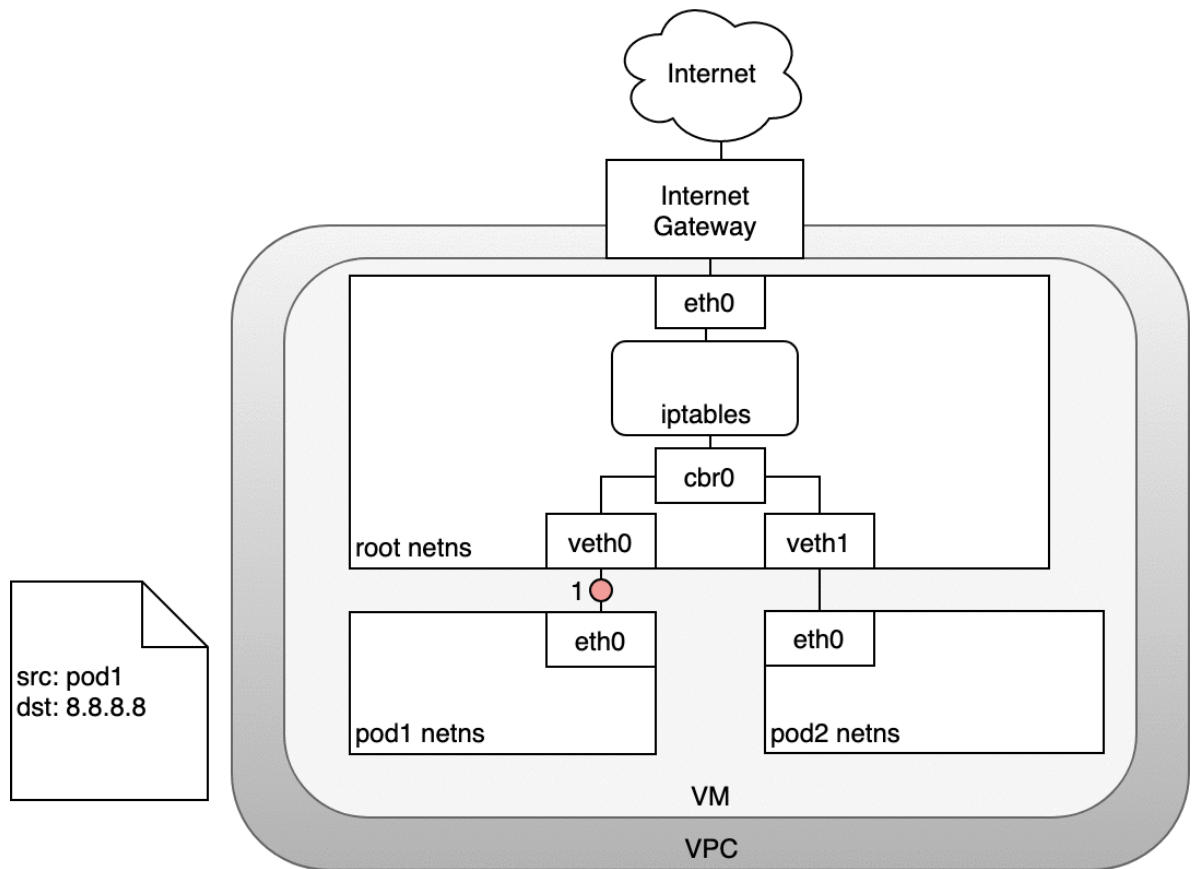 Internet
Internet
Gateway
eth0
iptables
cbr0
veth0
veth1
root netns
1
eth0
eth0
src: pod1
dst: 8.8.8.8
pod1 netns
pod2 netns
VM
VPC